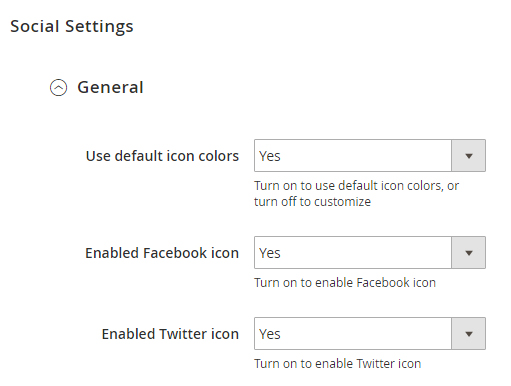 Social Settings
General
Use default icon colors
Yes
Turn on to use default icon colors, or
turn off to customize
Enabled Facebook icon
Yes
Turn on to enable Facebook icon
Enabled Twitter icon
Yes
Turn on to enable Twitter icon